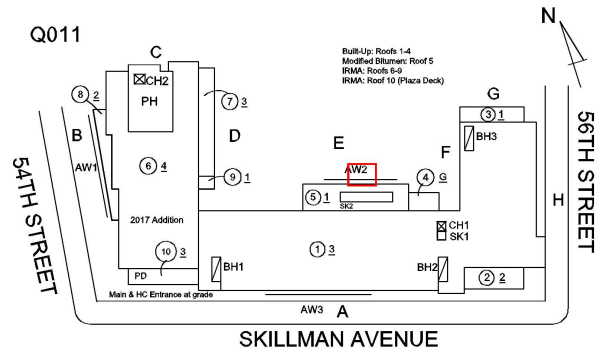 Q011
N
Built-Up: Roofs 1-4
Modified Bitumen: Roof 5
IRMA: Roofs 6-9
IRMA: Roof 10 (Plaza Deck)
C
CH2
PH
8 2
7 3
B
D
E
F
G
3 1
BH3
AW1
6 4
9 1
AW2
4 G
5 1
SK2
H
54TH STREET
56TH STREET
2017 Addition
CH1
SK1
1 3
10 3
PD
BH1
BH2
2 2
Main & HC Entrance at grade
AW3
A
SKILLMAN AVENUE